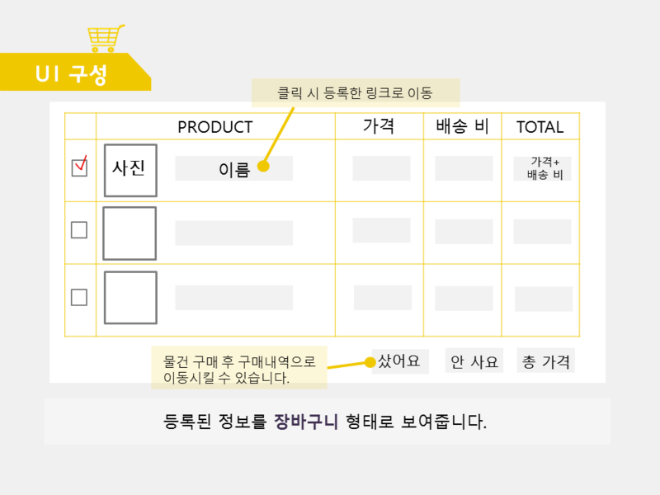 UI 구성
클릭 시 등록한 링크로 이동
PRODUCT 가격 배송 비 TOTAL
사진 이름 가격+
배송 비
물건 구매 후 구매내역으로
이동시킬 수 있습니다.
샀어요 안 사요 총 가격
등록된 정보를 장바구니 형태로 보여줍니다.